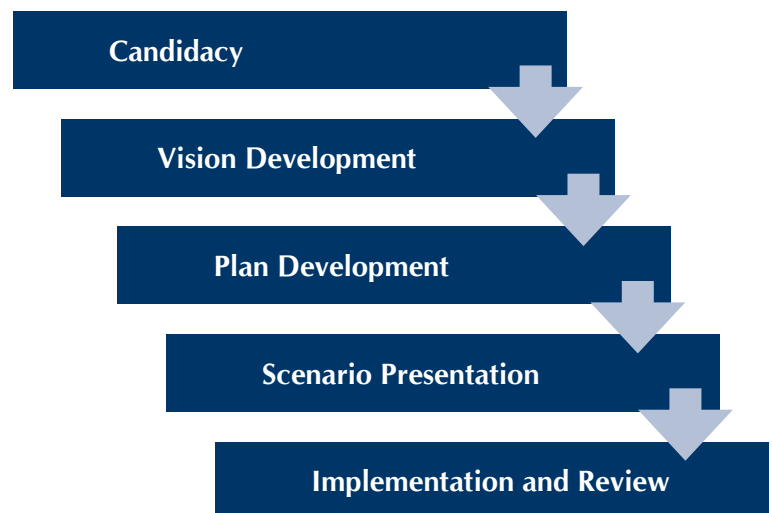 Candidacy
Vision Development
Plan Development
Scenario Presentation
Implementation and Review